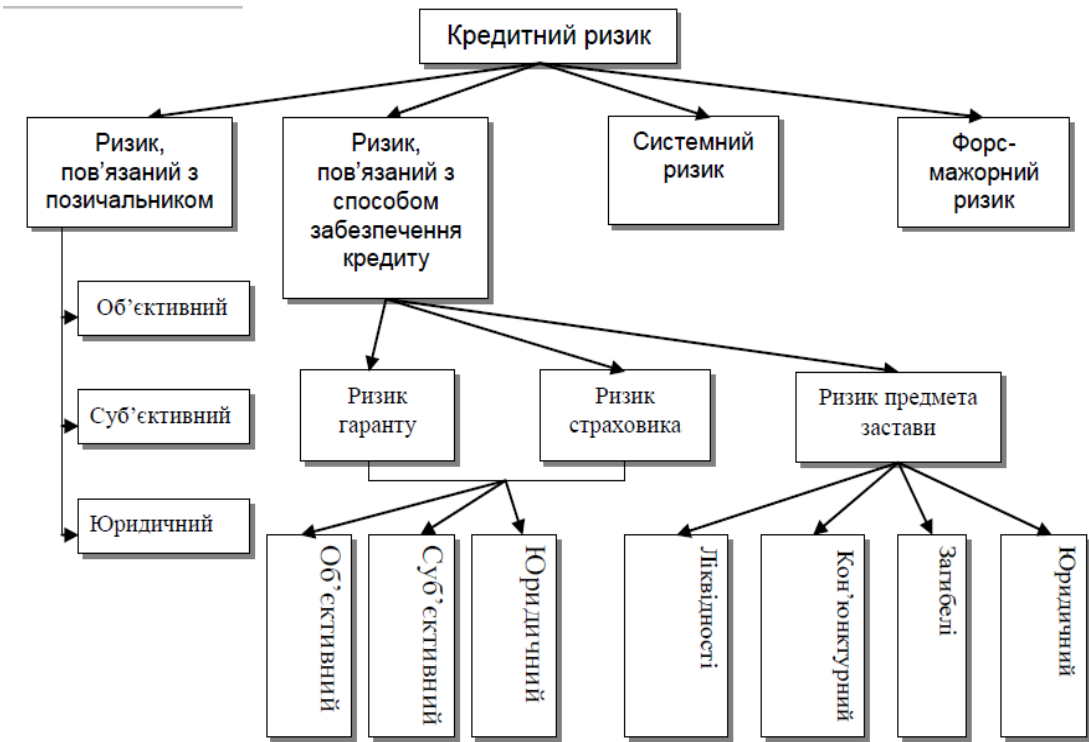 Кредитний ризик
Ризик,
пов’язаний з
позичальником
Ризик,
пов’язаний з
способом
забезпечення
кредиту
Системний
ризик
Форс-
мажорний
ризик
Об’єктивний
Суб’єктивний
Юридичний
Ризик
гаранту
Ризик
страховика
Ризик предмета
застави
Об’єктивний
Суб’єктивний
Юридичний
Ліквідності
Кон’юнктурний
Загибелі
Юридичний